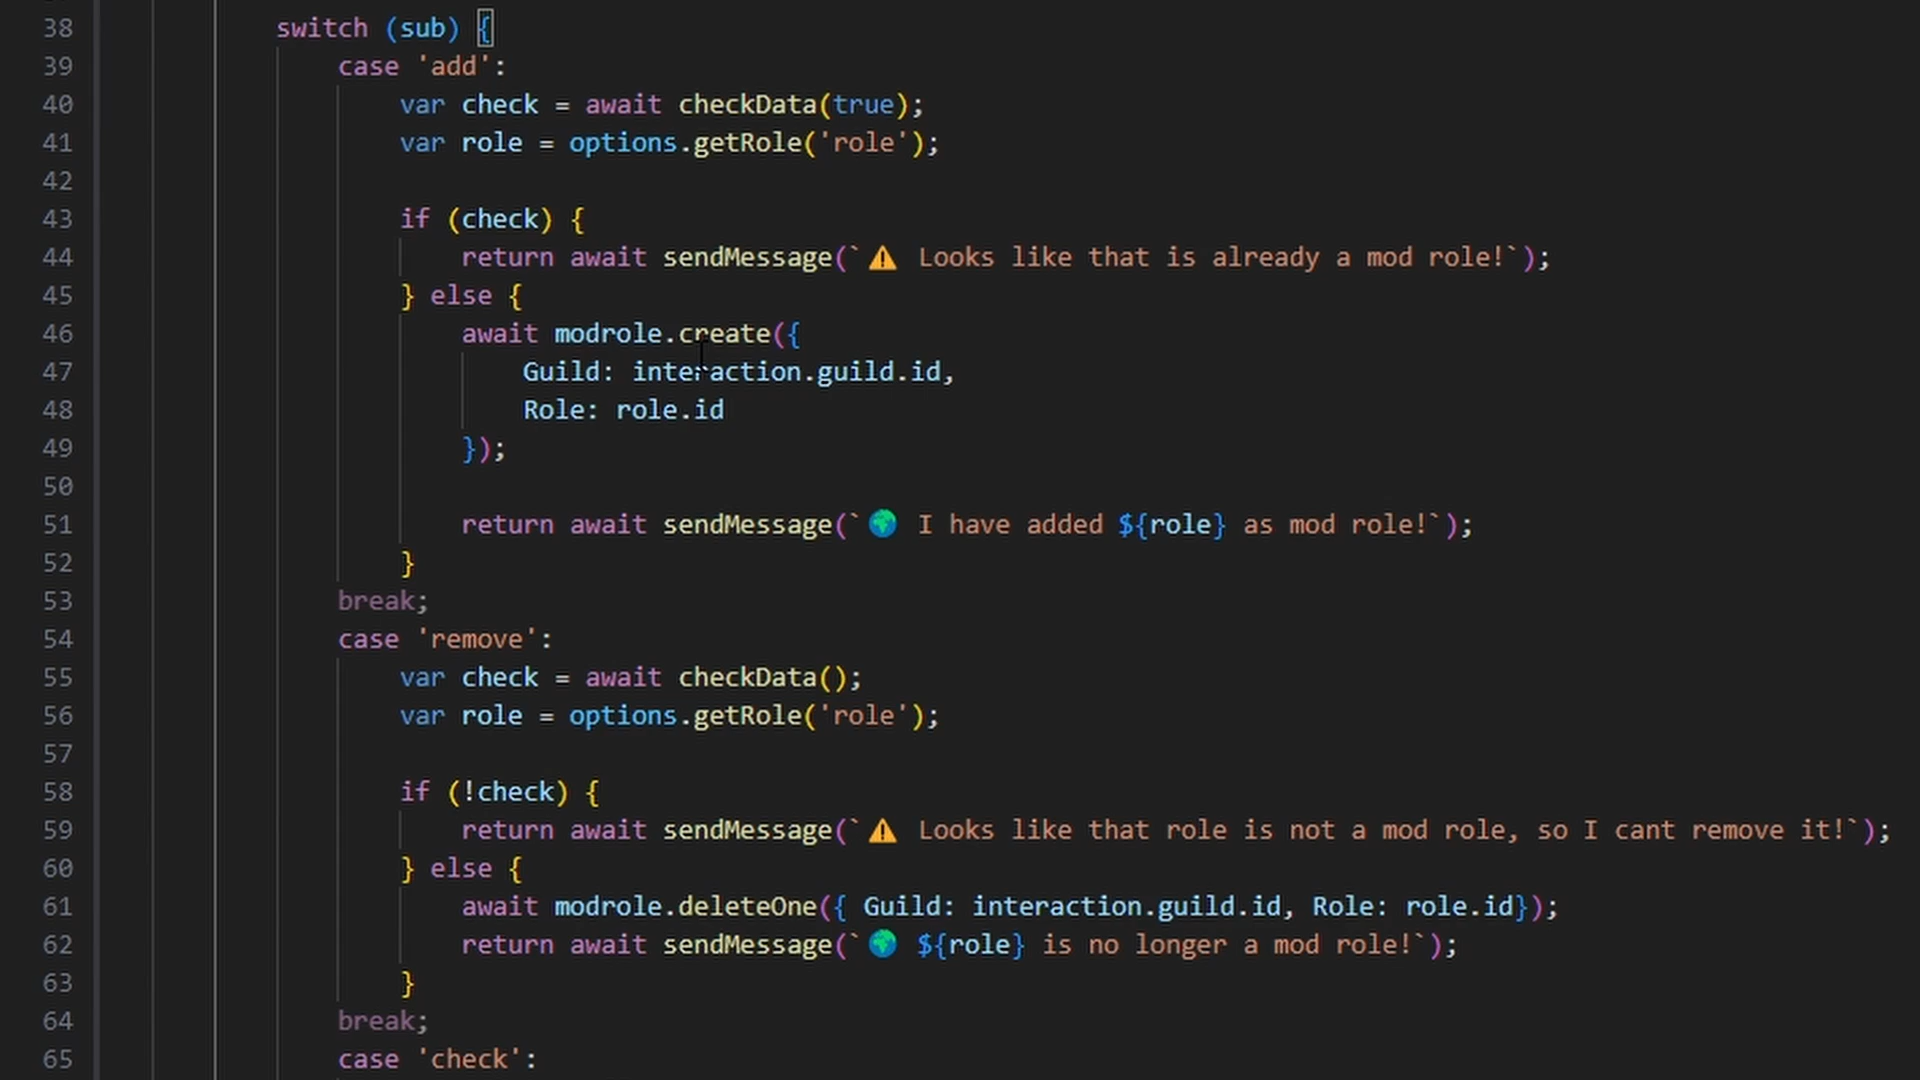 38 switch (sub) {
39 case 'add':
40 var check = await checkData(true);
41 var role = options.getRole('role');
42
43 if (check) {
44 return await sendMessage(`⚠️ Looks like that is already a mod role!`);
45 } else {
46 await modrole.create({
47 Guild: interaction.guild.id,
48 Role: role.id
49 });
50
51 return await sendMessage(`🌍 I have added ${role} as mod role!`);
52 }
53 break;
54 case 'remove':
55 var check = await checkData();
56 var role = options.getRole('role');
57
58 if (!check) {
59 return await sendMessage(`⚠️ Looks like that role is not a mod role, so I cant remove it!`);
60 } else {
61 await modrole.deleteOne({ Guild: interaction.guild.id, Role: role.id});
62 return await sendMessage(`🌍 ${role} is no longer a mod role!`);
63 }
64 break;
65 case 'check':